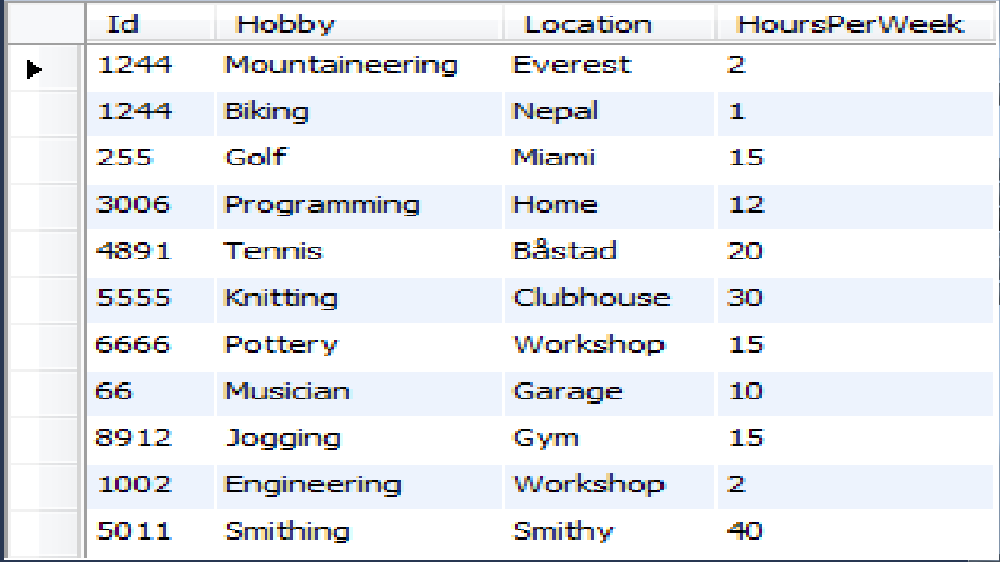 Id Hobby Location HoursPerWeek
1244 Mountaineering Everest 2
1244 Biking Nepal 1
255 Golf Miami 15
3006 Programming Home 12
4891 Tennis Båstad 20
5555 Knitting Clubhouse 30
6666 Pottery Workshop 15
66 Musician Garage 10
8912 Jogging Gym 15
1002 Engineering Workshop 2
5011 Smithing Smithy 40